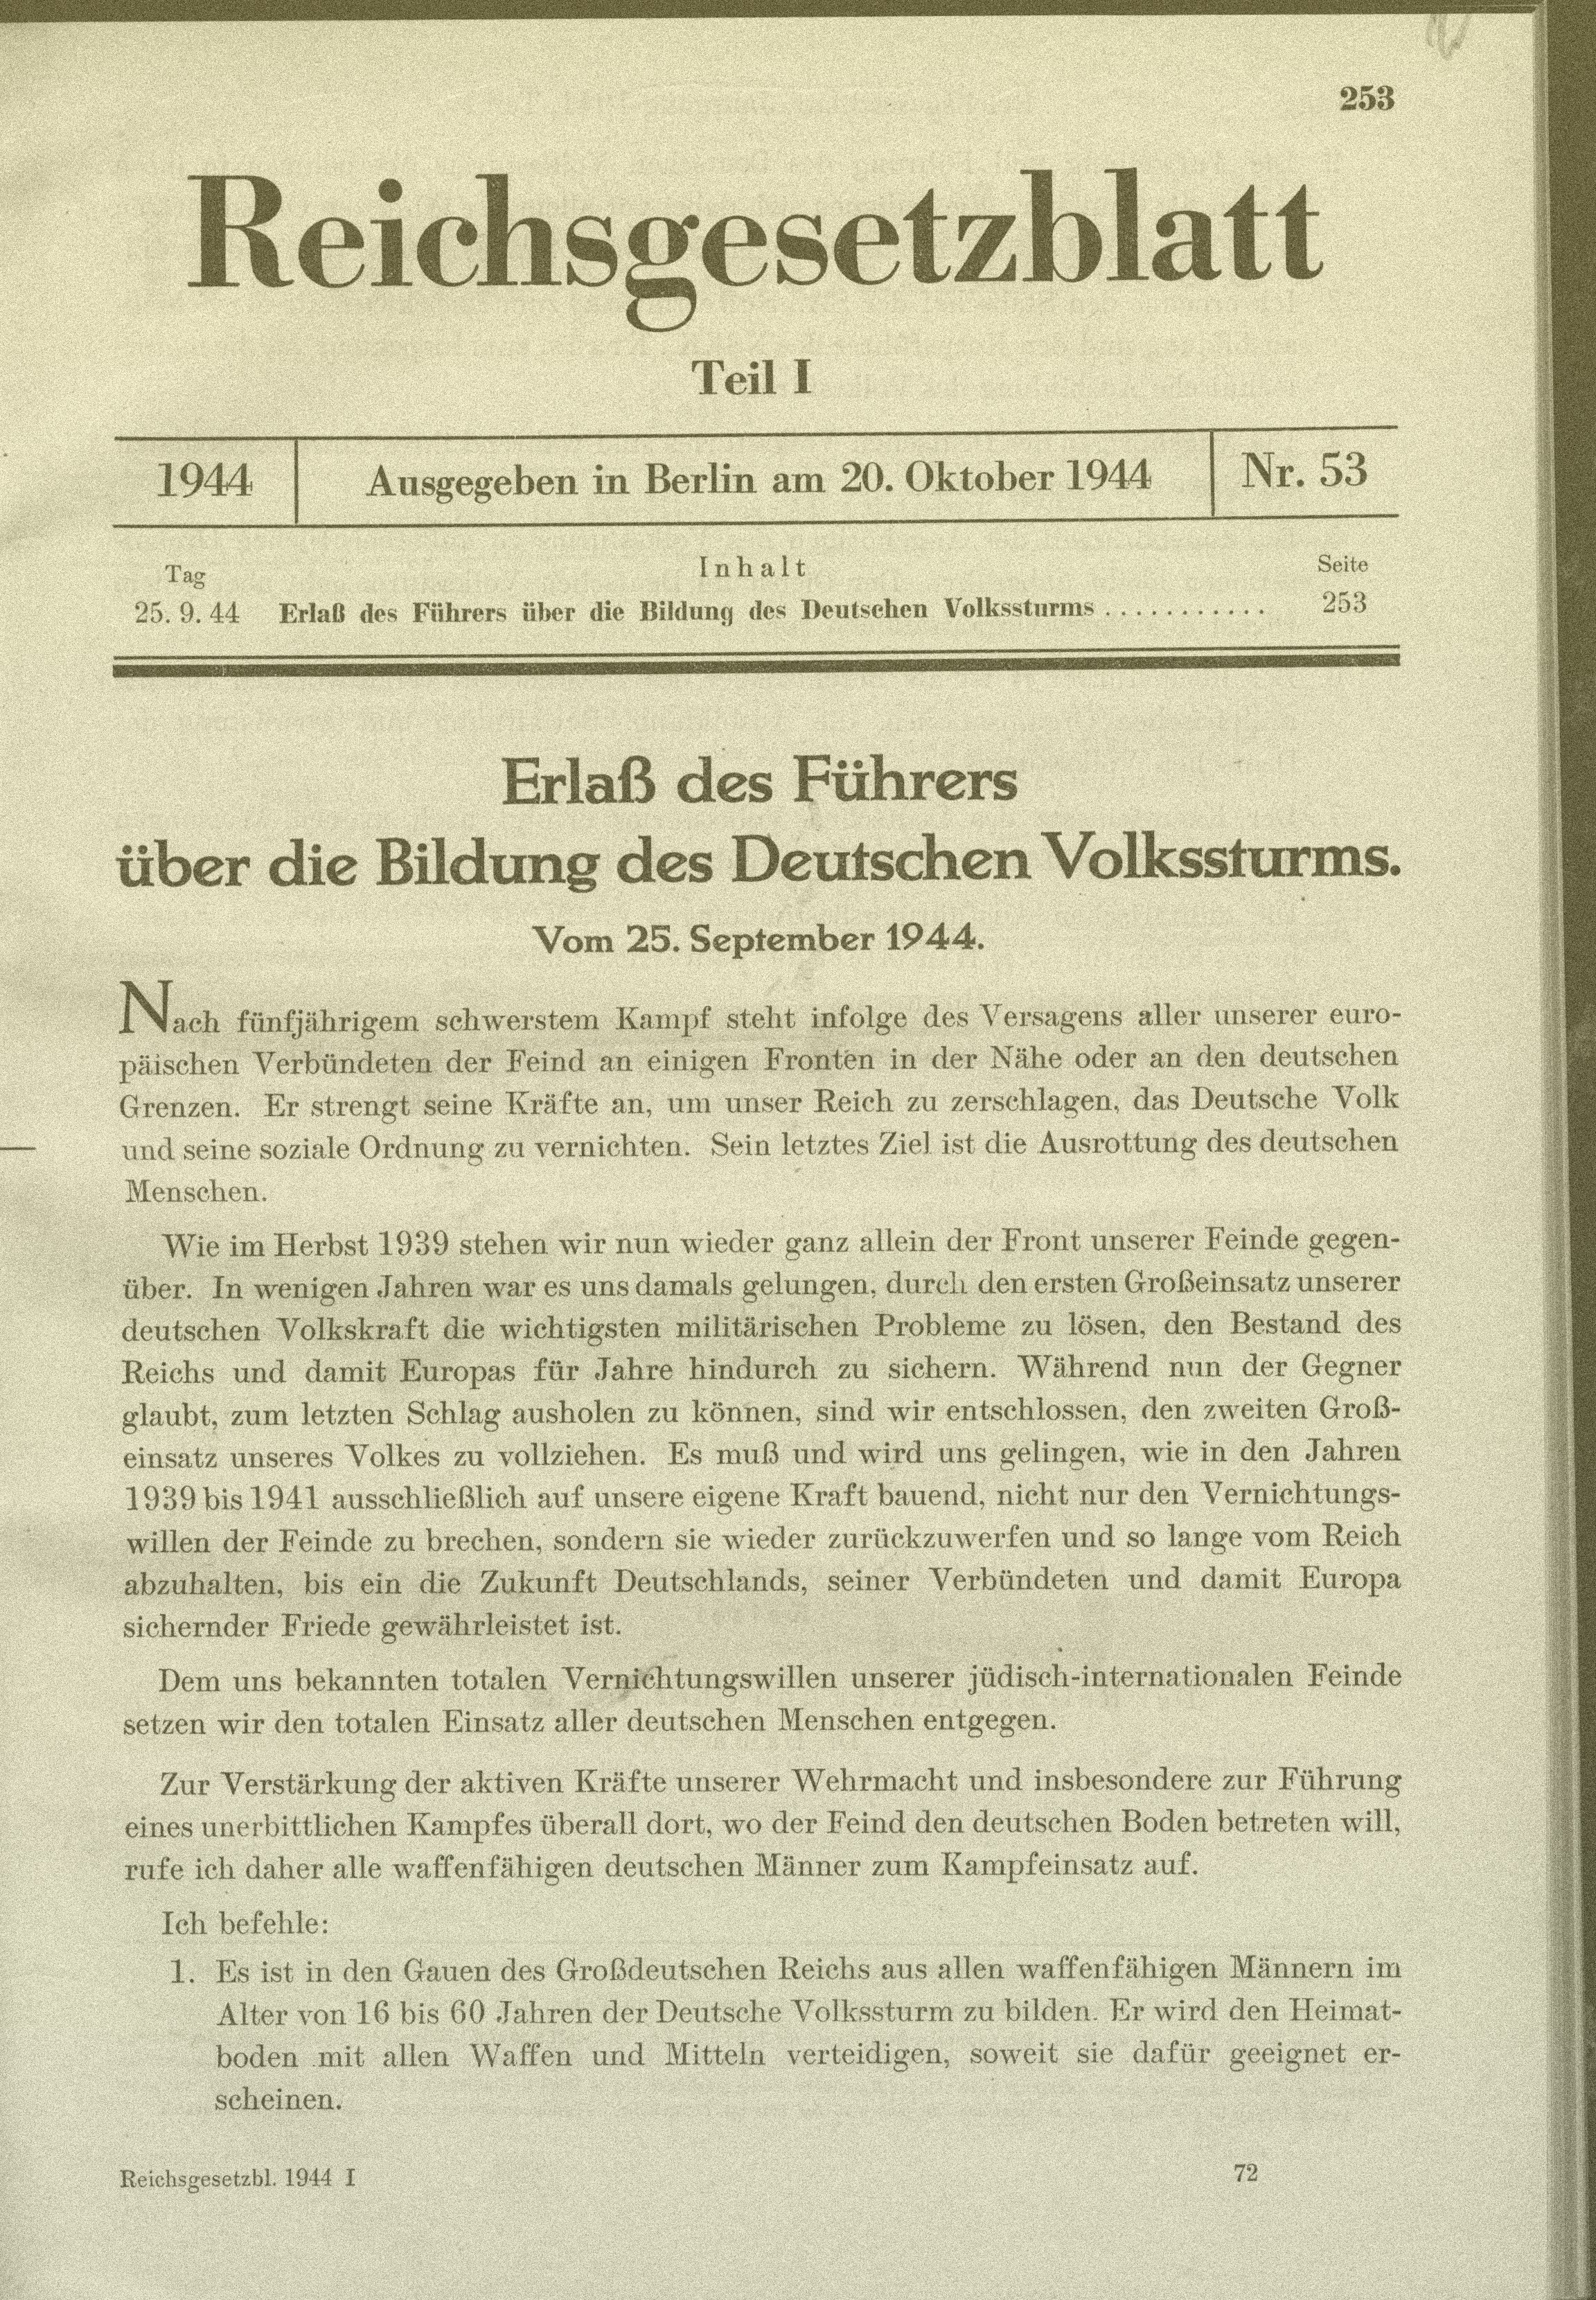 253
Reichsgesetzblatt
Teil I
1944 Ausgegeben in Berlin am 20. Oktober 1944 Nr. 53
Tag Inhalt Seite
25. 9. 44 Erlaß des Führers über die Bildung des Deutschen Volkssturms ........... 253
Erlaß des Führers
über die Bildung des Deutschen Volkssturms.
Vom 25. September 1944.
Nach fünfjährigem schwerstem Kampf steht infolge des Versagens aller unserer euro-
päischen Verbündeten der Feind an einigen Fronten in der Nähe oder an den deutschen
Grenzen. Er strengt seine Kräfte an, um unser Reich zu zerschlagen, das Deutsche Volk
und seine soziale Ordnung zu vernichten. Sein letztes Ziel ist die Ausrottung des deutschen
Menschen.
Wie im Herbst 1939 stehen wir nun wieder ganz allein der Front unserer Feinde gegen-
über. In wenigen Jahren war es uns damals gelungen, durch den ersten Großeinsatz unserer
deutschen Volkskraft die wichtigsten militärischen Probleme zu lösen, den Bestand des
Reichs und damit Europas für Jahre hindurch zu sichern. Während nun der Gegner
glaubt, zum letzten Schlag ausholen zu können, sind wir entschlossen, den zweiten Groß-
einsatz unseres Volkes zu vollziehen. Es muß und wird uns gelingen, wie in den Jahren
1939 bis 1941 ausschließlich auf unsere eigene Kraft bauend, nicht nur den Vernichtungs-
willen der Feinde zu brechen, sondern sie wieder zurückzuwerfen und so lange vom Reich
abzuhalten, bis ein die Zukunft Deutschlands, seiner Verbündeten und damit Europa
sichernder Friede gewährleistet ist.
Dem uns bekannten totalen Vernichtungswillen unserer jüdisch-internationalen Feinde
setzen wir den totalen Einsatz aller deutschen Menschen entgegen.
Zur Verstärkung der aktiven Kräfte unserer Wehrmacht und insbesondere zur Führung
eines unerbittlichen Kampfes überall dort, wo der Feind den deutschen Boden betreten will,
rufe ich daher alle waffenfähigen deutschen Männer zum Kampfeinsatz auf.
Ich befehle:
1. Es ist in den Gauen des Großdeutschen Reichs aus allen waffenfähigen Männern im
Alter von 16 bis 60 Jahren der Deutsche Volkssturm zu bilden. Er wird den Heimat-
boden mit allen Waffen und Mitteln verteidigen, soweit sie dafür geeignet er-
scheinen.
Reichsgesetzbl. 1944 I 72